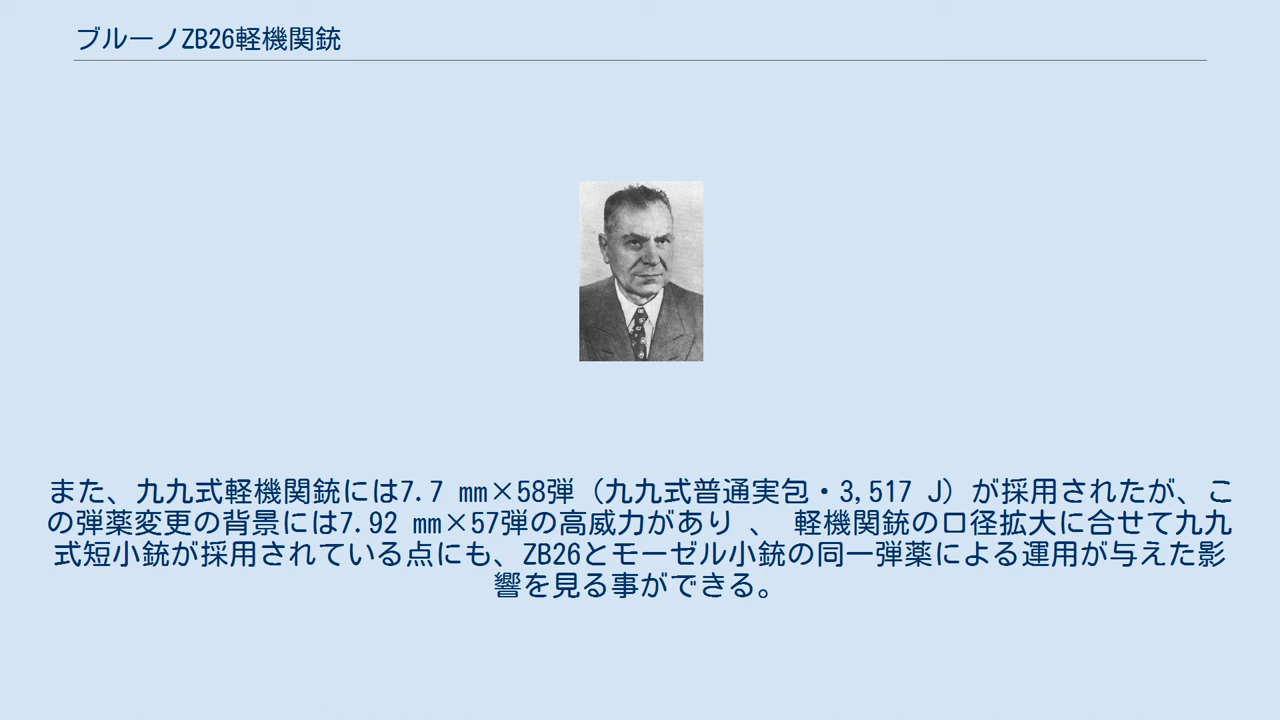 ブルーノZB26軽機関銃
また、九九式軽機関銃には7.7 mm×58弾（九九式普通実包・3,517 J）が採用されたが、こ
の弾薬変更の背景には7.92 mm×57弾の高威力があり 、 軽機関銃の口径拡大に合せて九九
式短小銃が採用されている点にも、ZB26とモーゼル小銃の同一弾薬による運用が与えた影
響を見る事ができる。